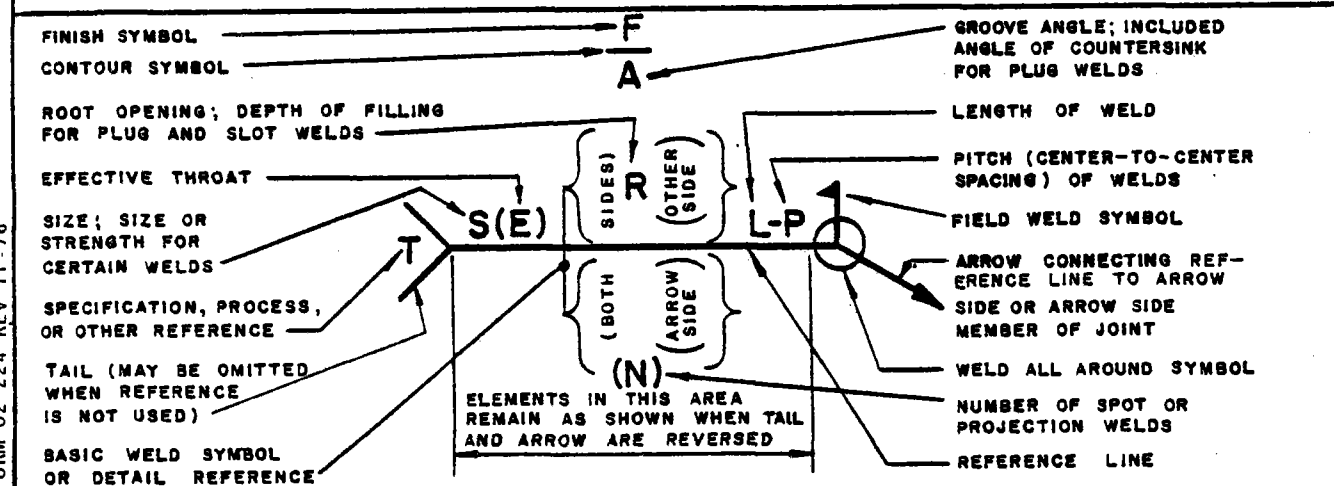 FINISH SYMBOL
CONTOUR SYMBOL
ROOT OPENING; DEPTH OF FILLING
FOR PLUG AND SLOT WELDS
EFFECTIVE THROAT
SIZE; SIZE OR
STRENGTH FOR
CERTAIN WELDS
SPECIFICATION, PROCESS,
OR OTHER REFERENCE
TAIL (MAY BE OMITTED
WHEN REFERENCE
IS NOT USED)
BASIC WELD SYMBOL
OR DETAIL REFERENCE
F
A
R
(OTHER
SIDE)
SIDES)
S(E)
L-P
T
(BOTH
(ARROW
SIDE)
(N)
ELEMENTS IN THIS AREA
REMAIN AS SHOWN WHEN TAIL
AND ARROW ARE REVERSED
GROOVE ANGLE; INCLUDED
ANGLE OF COUNTERSINK
FOR PLUG WELDS
LENGTH OF WELD
PITCH (CENTER-TO-CENTER
SPACING) OF WELDS
FIELD WELD SYMBOL
ARROW CONNECTING REF-
ERENCE LINE TO ARROW
SIDE OR ARROW SIDE
MEMBER OF JOINT
WELD ALL AROUND SYMBOL
NUMBER OF SPOT OR
PROJECTION WELDS
REFERENCE LINE